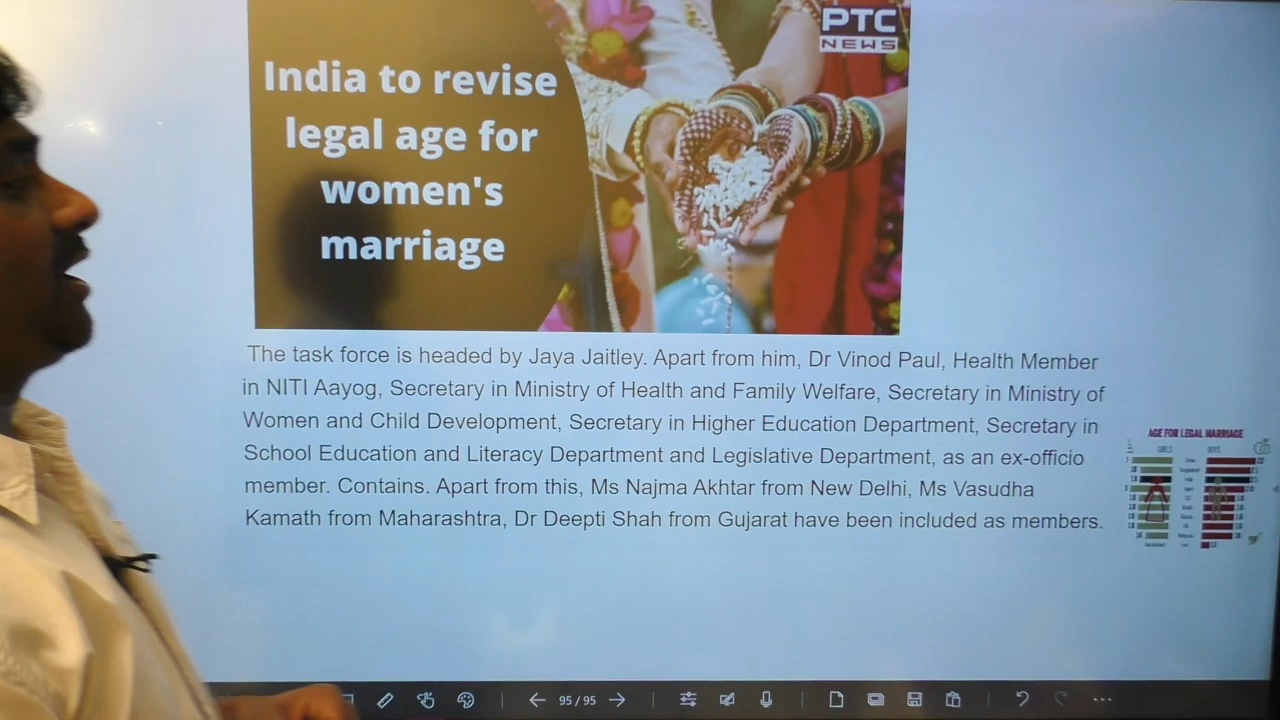 PTC
NEWS
India to revise
legal age for
women's
marriage
The task force is headed by Jaya Jaitley. Apart from him, Dr Vinod Paul, Health Member
in NITI Aayog, Secretary in Ministry of Health and Family Welfare, Secretary in Ministry of
Women and Child Development, Secretary in Higher Education Department, Secretary in
School Education and Literacy Department and Legislative Department, as an ex-officio
member. Contains. Apart from this, Ms Najma Akhtar from New Delhi, Ms Vasudha
Kamath from Maharashtra, Dr Deepti Shah from Gujarat have been included as members.
AGE FOR LEGAL MARRIAGE
GIRLS BOYS
95/95